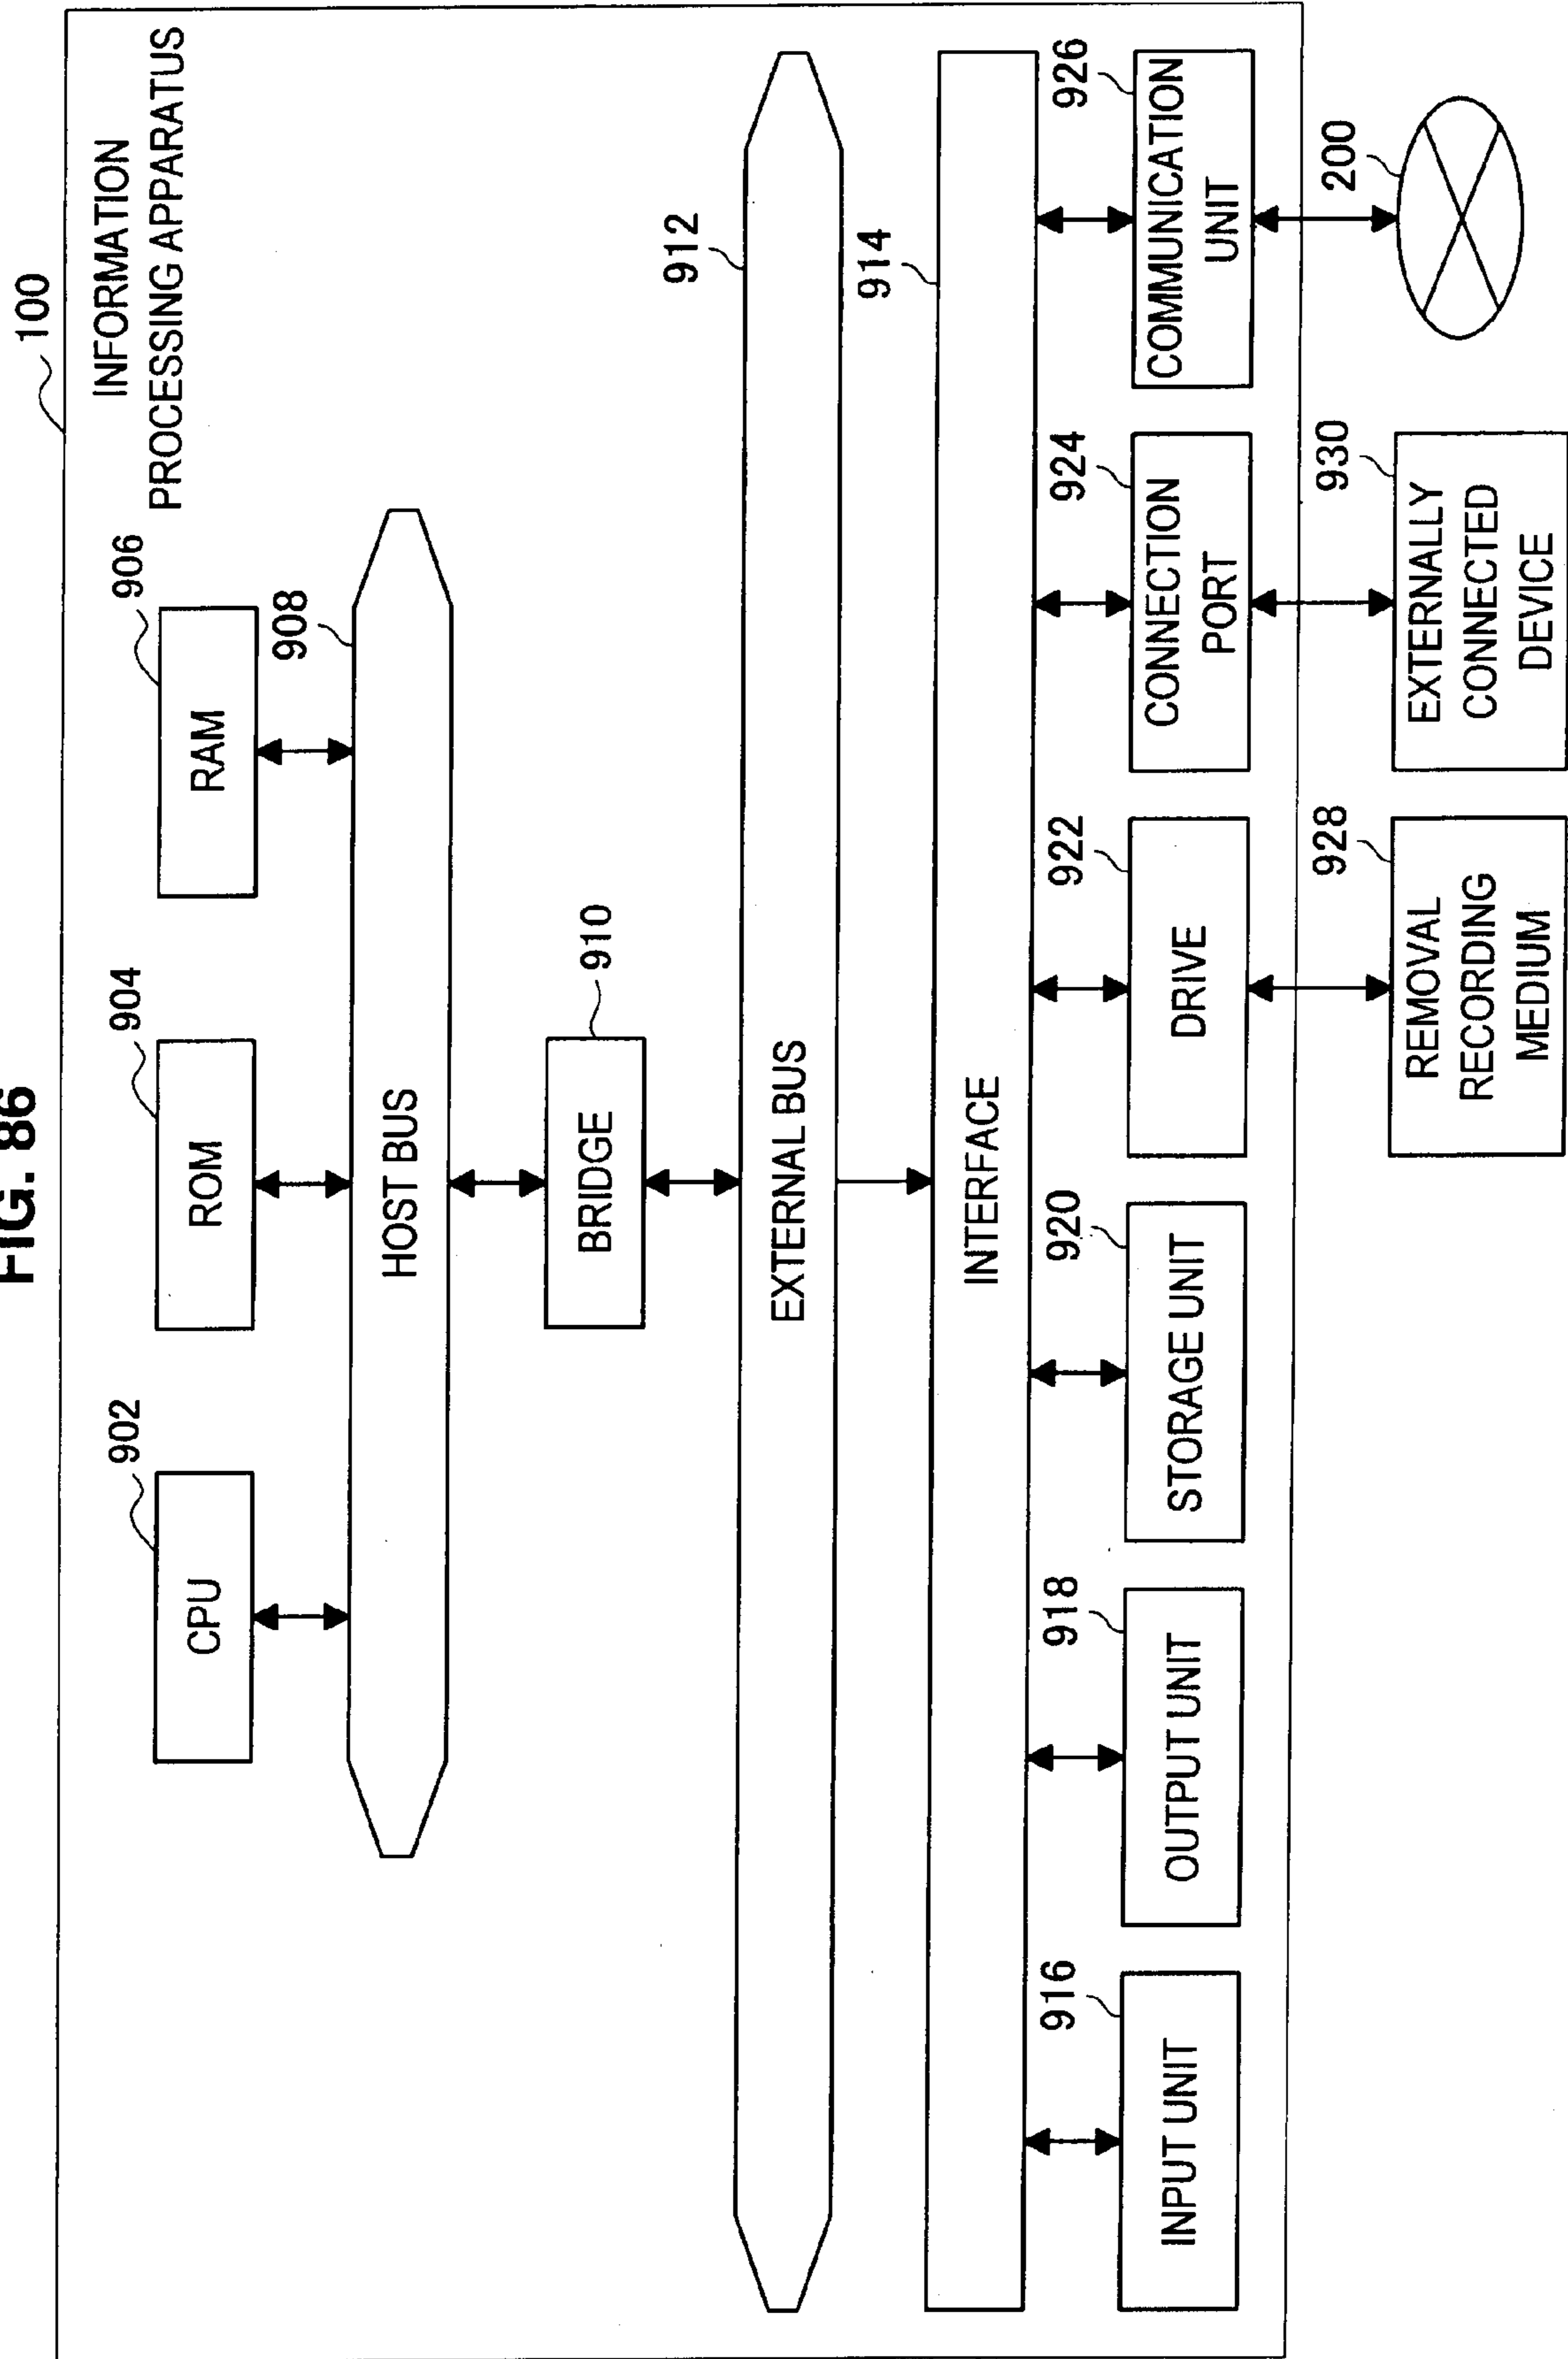 FIG. 86
100
INFORMATION
PROCESSING APPARATUS
902
904
906
CPU
ROM
RAM
908
HOST BUS
910
BRIDGE
912
EXTERNAL BUS
914
INTERFACE
916
918
920
922
924
926
INPUT UNIT
OUTPUT UNIT
STORAGE UNIT
DRIVE
CONNECTION
PORT
COMMUNICATION
UNIT
928
930
200
REMOVAL
RECORDING
MEDIUM
EXTERNALLY
CONNECTED
DEVICE